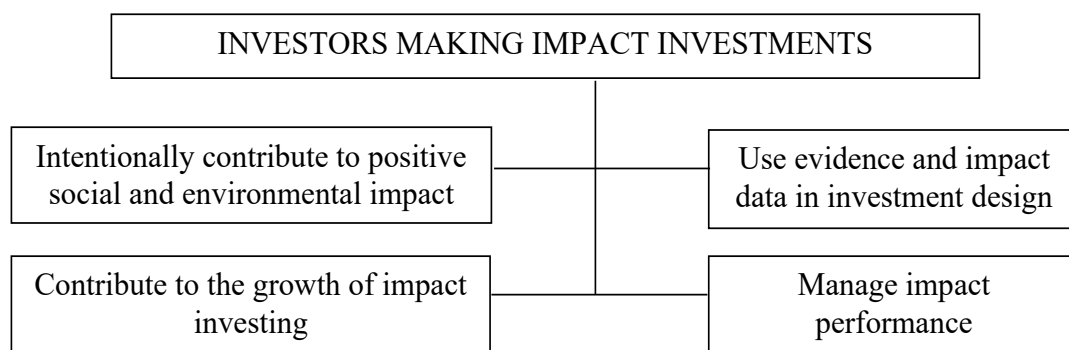 INVESTORS MAKING IMPACT INVESTMENTS
Intentionally contribute to positive
social and environmental impact
Use evidence and impact
data in investment design
Contribute to the growth of impact
investing
Manage impact
performance